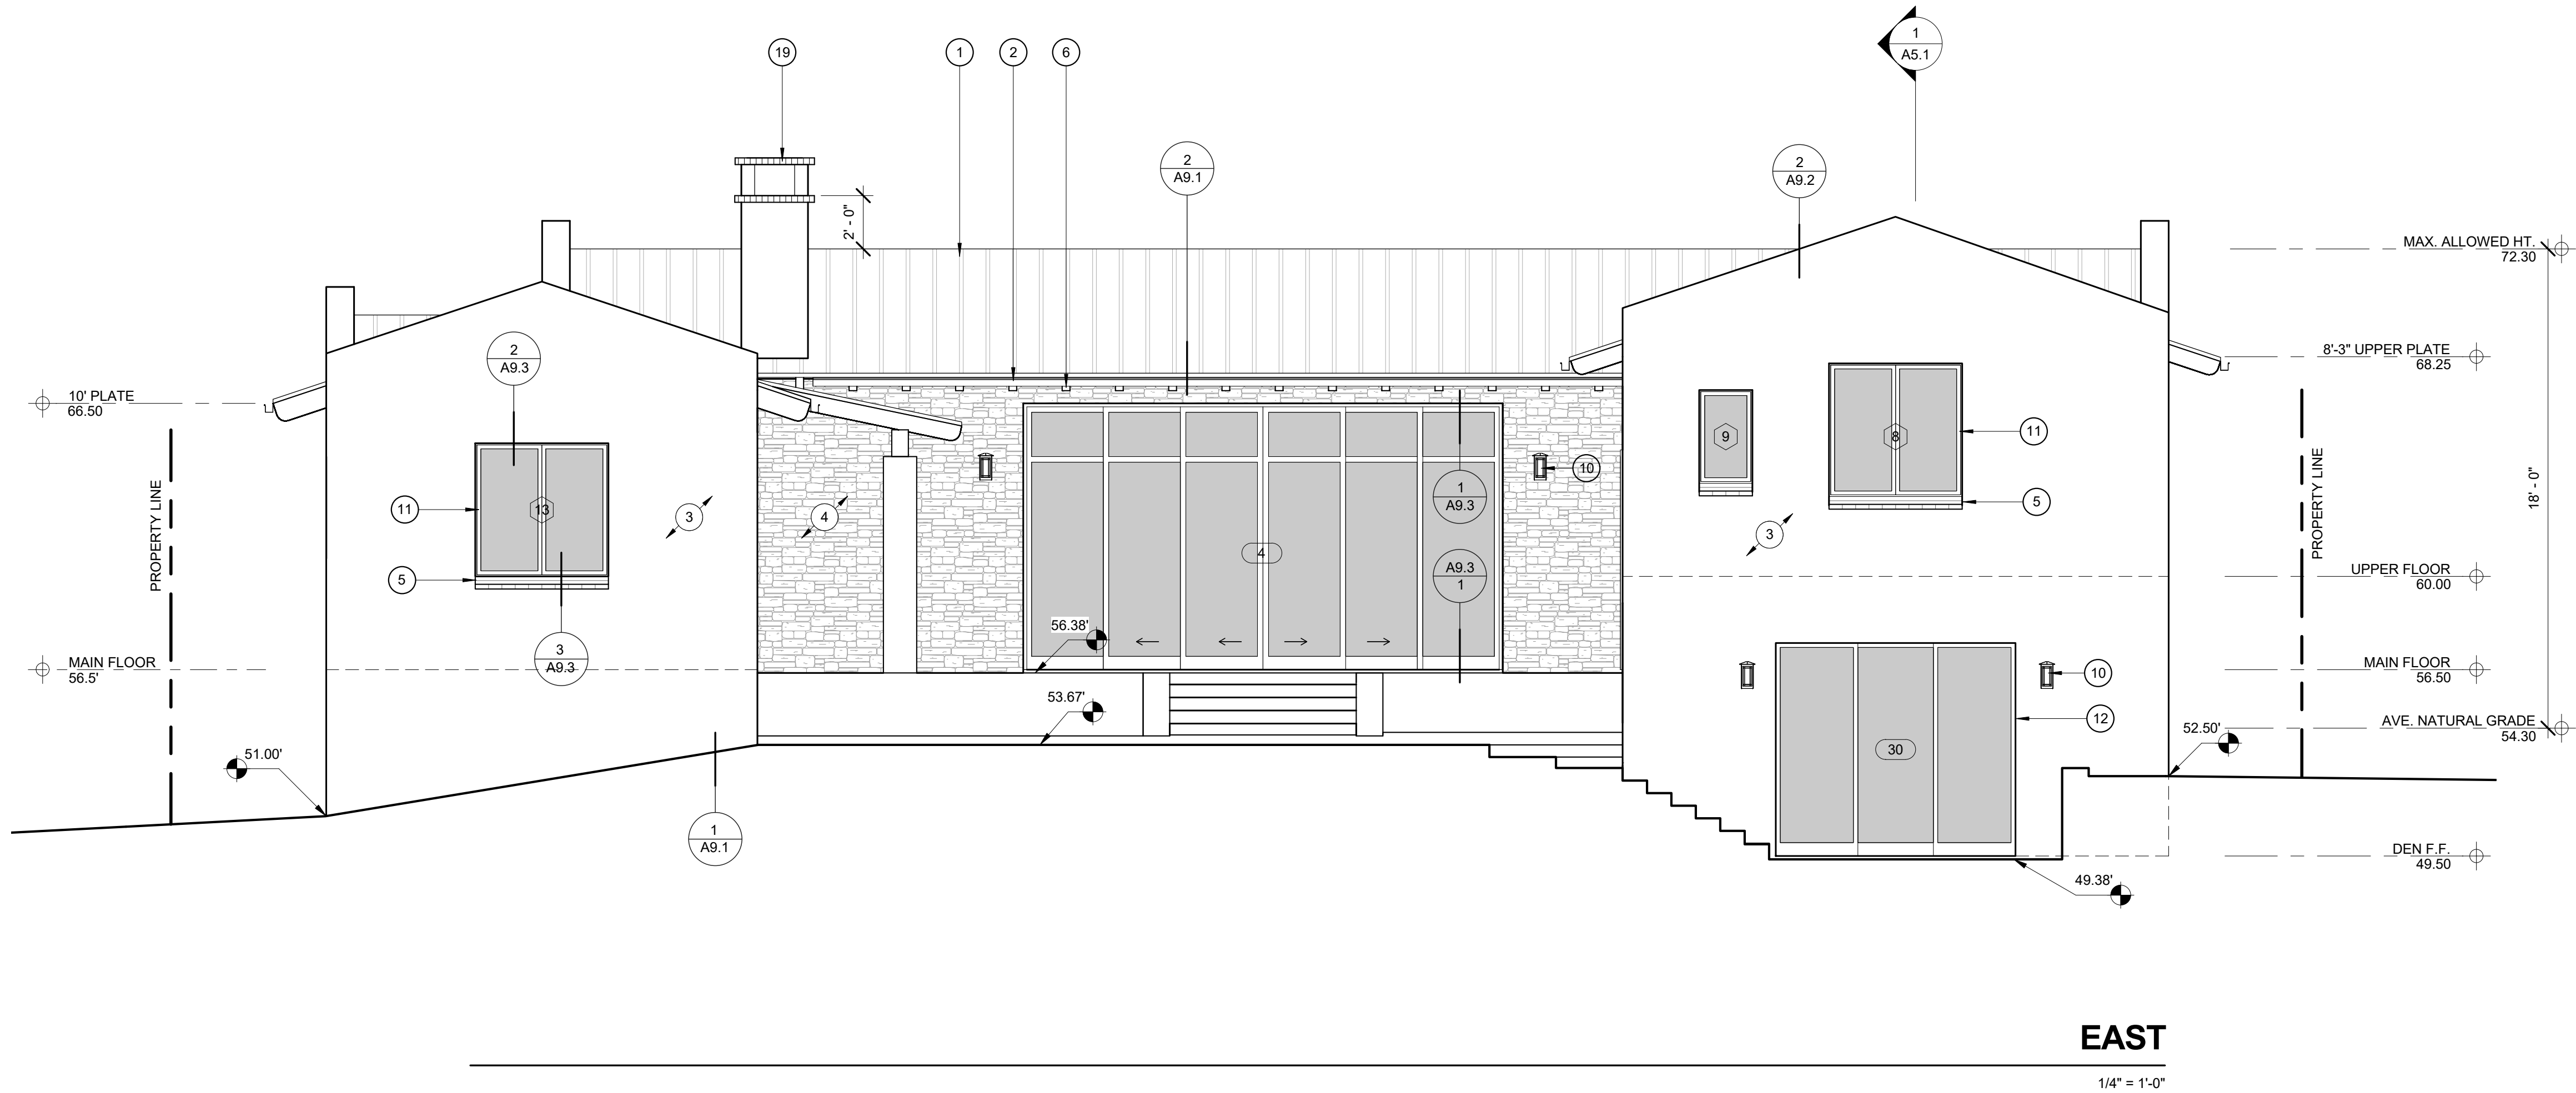 19
1
2
6
1
A5.1
2
A9.1
2
A9.2
2' - 0"
MAX. ALLOWED HT.
72.30
2
A9.3
8'-3" UPPER PLATE
68.25
10' PLATE
66.50
11
13
3
4
10
1
A9.3
9
8
11
5
3
18' - 0"
PROPERTY LINE
PROPERTY LINE
4
A9.3
1
5
UPPER FLOOR
60.00
56.38'
3
A9.3
MAIN FLOOR
56.5'
MAIN FLOOR
56.50
10
53.67'
12
AVE. NATURAL GRADE
54.30
51.00'
30
52.50'
1
A9.1
DEN F.F.
49.50
49.38'
EAST
1/4" = 1'-0"